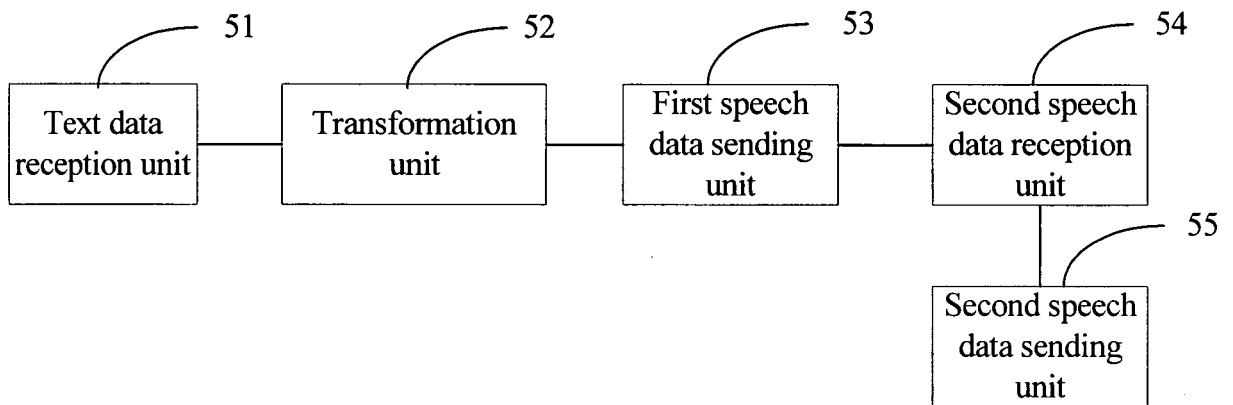 51
52
53
54
Text data
reception unit
Transformation
unit
First speech
data sending
unit
Second speech
data reception
unit
55
Second speech
data sending
unit